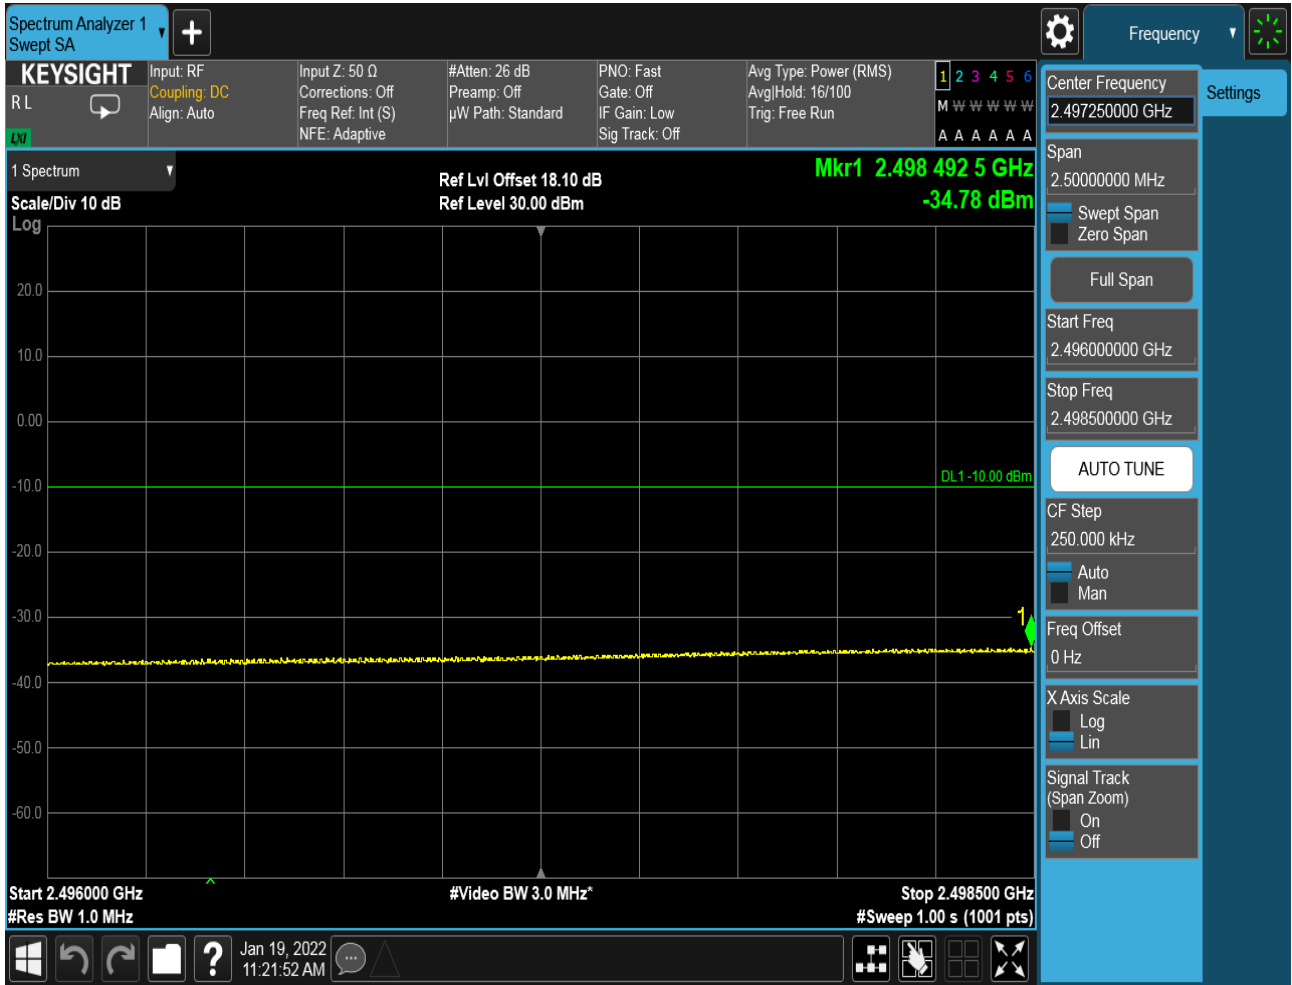 Spectrum Analyzer 1
Swept SA
Frequency
KEYSIGHT
R L
LXI
Input: RF
Coupling: DC
Align: Auto
Input Z: 50 Ω
Corrections: Off
Freq Ref: Int (S)
NFE: Adaptive
#Atten: 26 dB
Preamp: Off
µW Path: Standard
PNO: Fast
Gate: Off
IF Gain: Low
Sig Track: Off
Avg Type: Power (RMS)
Avg|Hold: 16/100
Trig: Free Run
1 2 3 4 5 6
M W W W W W
A A A A A A
1 Spectrum
Scale/Div 10 dB
Log
Ref Lvl Offset 18.10 dB
Ref Level 30.00 dBm
Mkr1 2.498 492 5 GHz
-34.78 dBm
20.0
10.0
0.00
-10.0
-20.0
-30.0
-40.0
-50.0
-60.0
DL1 -10.00 dBm
1
Start 2.496000 GHz
#Res BW 1.0 MHz
#Video BW 3.0 MHz*
Stop 2.498500 GHz
#Sweep 1.00 s (1001 pts)
Jan 19, 2022
11:21:52 AM
Center Frequency
2.497250000 GHz
Settings
Span
2.50000000 MHz
Swept Span
Zero Span
Full Span
Start Freq
2.496000000 GHz
Stop Freq
2.498500000 GHz
AUTO TUNE
CF Step
250.000 kHz
Auto
Man
Freq Offset
0 Hz
X Axis Scale
Log
Lin
Signal Track
(Span Zoom)
On
Off